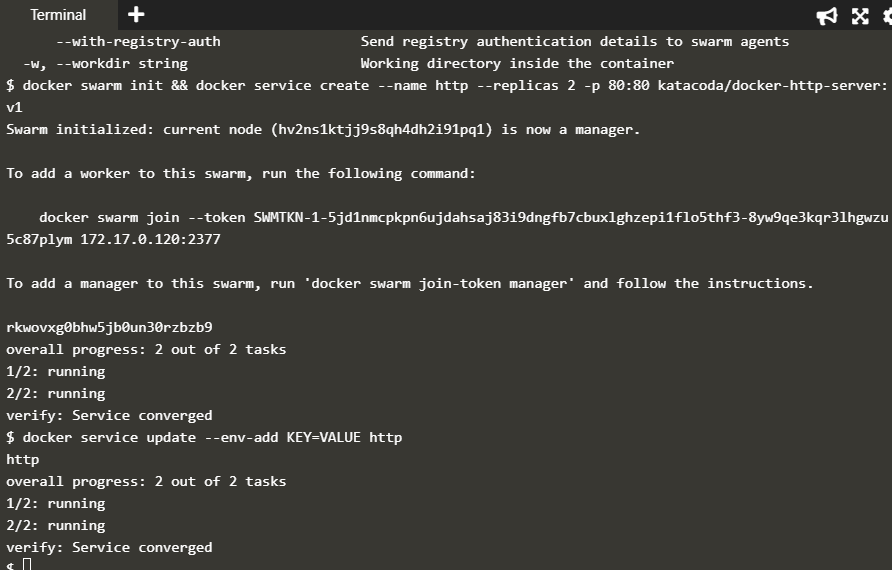 Terminal
--with-registry-auth Send registry authentication details to swarm agents
-w, --workdir string Working directory inside the container
$ docker swarm init && docker service create --name http --replicas 2 -p 80:80 katacoda/docker-http-server:
v1
Swarm initialized: current node (hv2ns1ktjj9s8qh4dh2i91pq1) is now a manager.
To add a worker to this swarm, run the following command:
docker swarm join --token SWMTKN-1-5jd1nmcpkpn6ujdahsaj83i9dngfb7cbuxlghzepi1flo5thf3-8yw9qe3kqr3lhgwzu
5c87plym 172.17.0.120:2377
To add a manager to this swarm, run 'docker swarm join-token manager' and follow the instructions.
rkwovxg0bhw5jb0un30rzbzb9
overall progress: 2 out of 2 tasks
1/2: running
2/2: running
verify: Service converged
$ docker service update --env-add KEY=VALUE http
http
overall progress: 2 out of 2 tasks
1/2: running
2/2: running
verify: Service converged
$